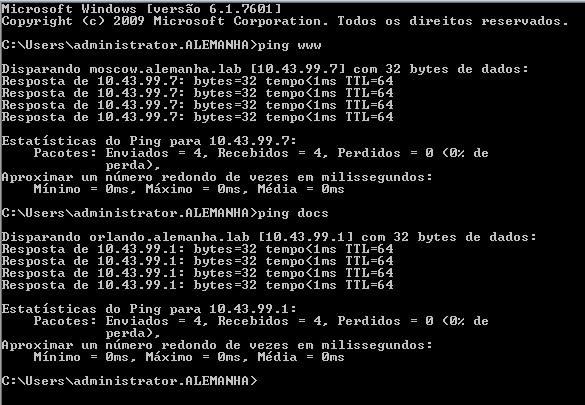 Microsoft Windows [versão 6.1.7601]
Copyright (c) 2009 Microsoft Corporation. Todos os direitos reservados.
C:\Users\administrator.ALEMANHA>ping www
Disparando moscow.alemanha.lab [10.43.99.7] com 32 bytes de dados:
Resposta de 10.43.99.7: bytes=32 tempo<1ms TTL=64
Resposta de 10.43.99.7: bytes=32 tempo<1ms TTL=64
Resposta de 10.43.99.7: bytes=32 tempo<1ms TTL=64
Resposta de 10.43.99.7: bytes=32 tempo<1ms TTL=64
Estatísticas do Ping para 10.43.99.7:
Pacotes: Enviados = 4, Recebidos = 4, Perdidos = 0 (0% de
perda),
Aproximar um número redondo de vezes em milissegundos:
Mínimo = 0ms, Máximo = 0ms, Média = 0ms
C:\Users\administrator.ALEMANHA>ping docs
Disparando orlando.alemanha.lab [10.43.99.1] com 32 bytes de dados:
Resposta de 10.43.99.1: bytes=32 tempo<1ms TTL=64
Resposta de 10.43.99.1: bytes=32 tempo<1ms TTL=64
Resposta de 10.43.99.1: bytes=32 tempo<1ms TTL=64
Resposta de 10.43.99.1: bytes=32 tempo<1ms TTL=64
Estatísticas do Ping para 10.43.99.1:
Pacotes: Enviados = 4, Recebidos = 4, Perdidos = 0 (0% de
perda),
Aproximar um número redondo de vezes em milissegundos:
Mínimo = 0ms, Máximo = 0ms, Média = 0ms
C:\Users\administrator.ALEMANHA>